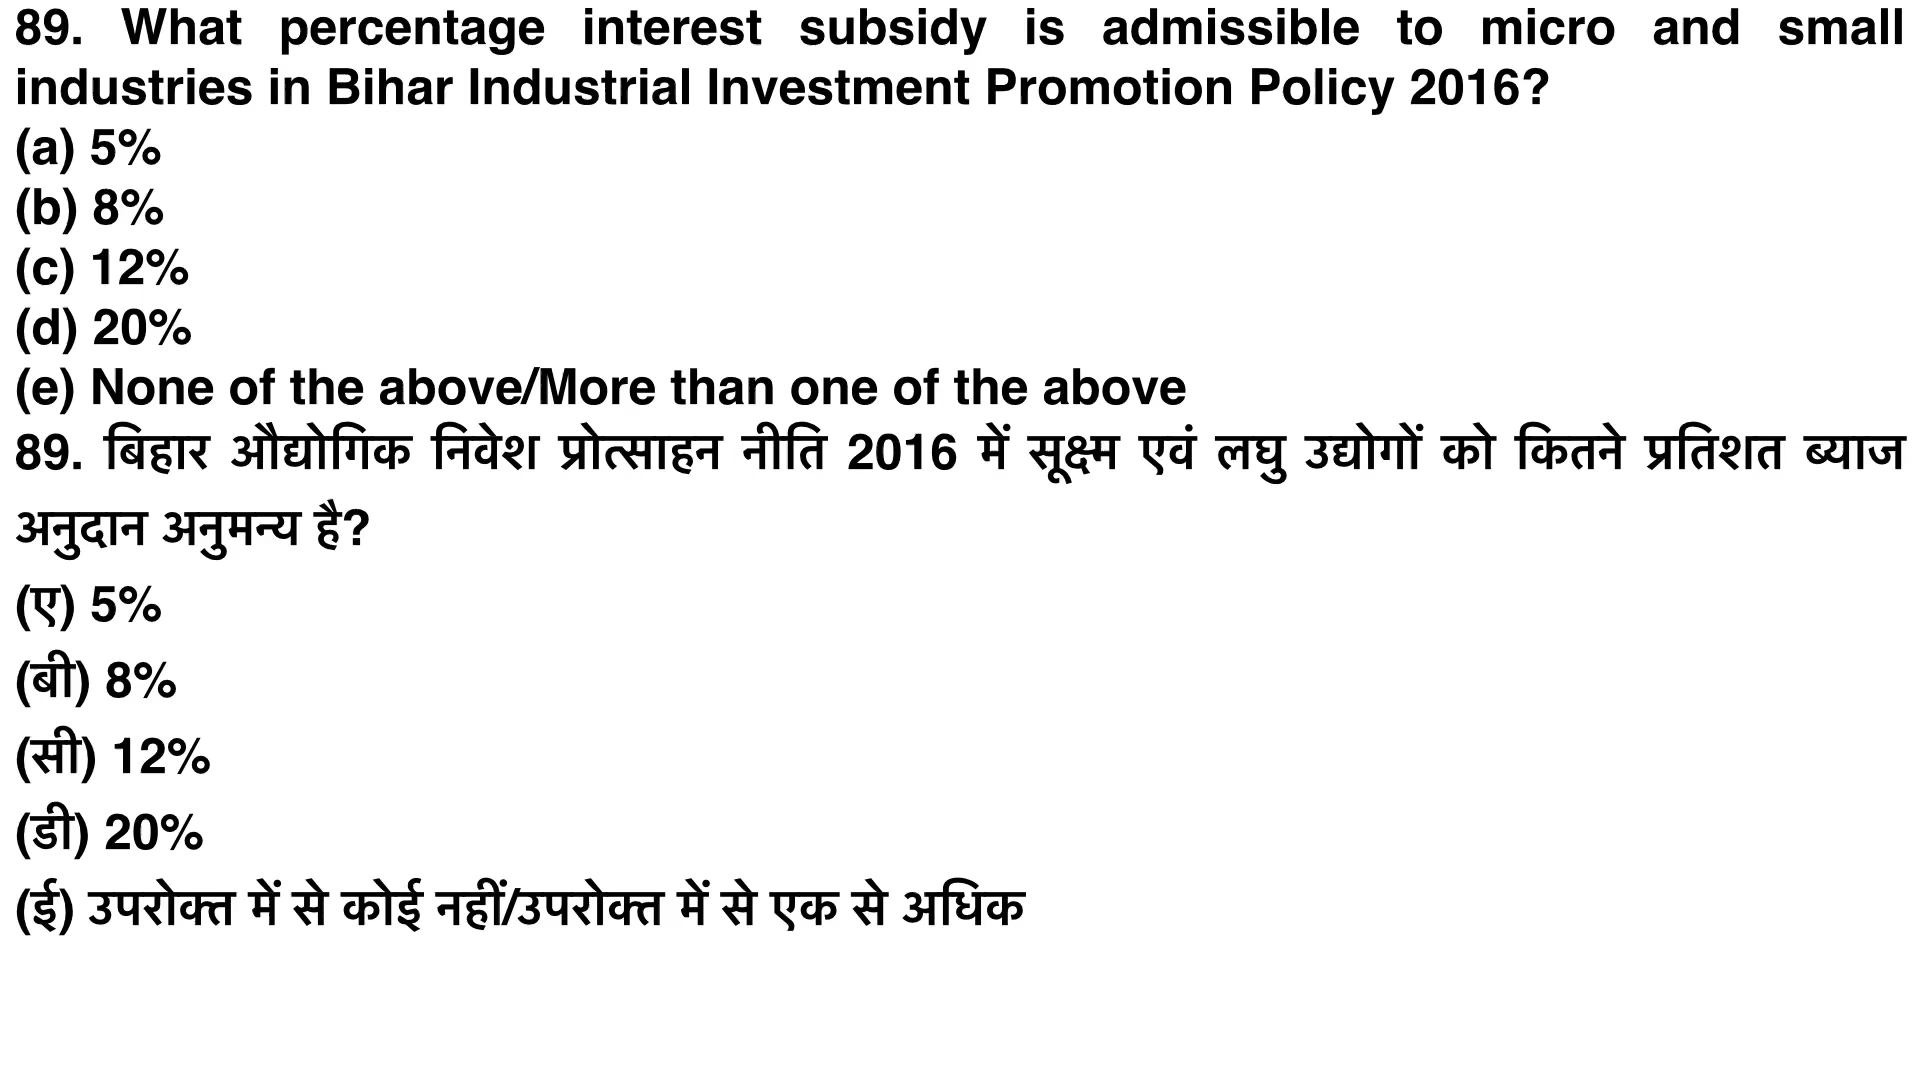 89. What percentage interest subsidy is admissible to micro and small
industries in Bihar Industrial Investment Promotion Policy 2016?
(a) 5%
(b) 8%
(c) 12%
(d) 20%
(e) None of the above/More than one of the above
89. बिहार औद्योगिक निवेश प्रोत्साहन नीति 2016 में सूक्ष्म एवं लघु उद्योगों को कितने प्रतिशत ब्याज
अनुदान अनुमन्य है?
(ए) 5%
(बी) 8%
(सी) 12%
(डी) 20%
(ई) उपरोक्त में से कोई नहीं/उपरोक्त में से एक से अधिक